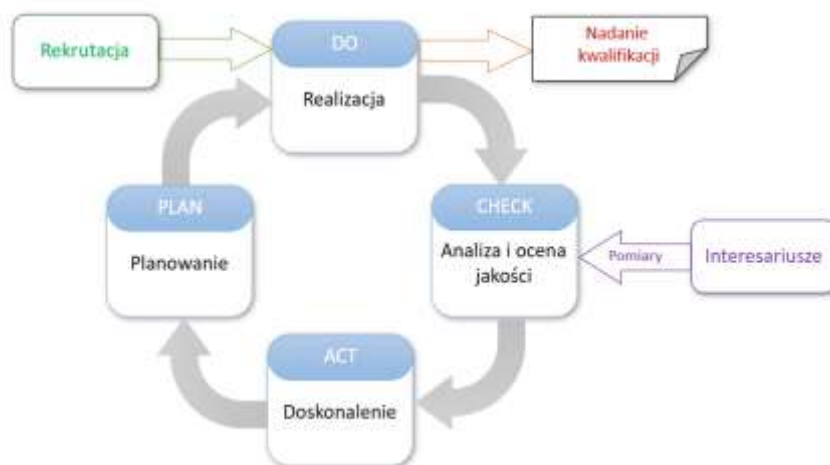 Rekrutacja
DO
Realizacja
Nadanie
kwalifikacji
PLAN
Planowanie
CHECK
Analiza i ocena
jakości
Pomiary
Interesariusze
ACT
Doskonalenie